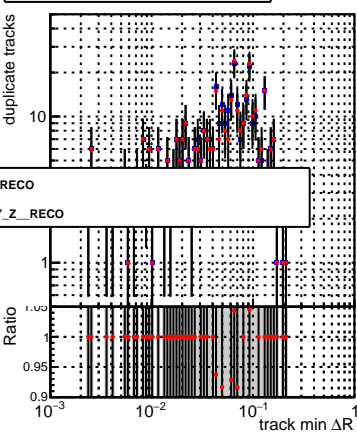 duplicate tracks
10
RECO
Z__RECO
1
Ratio
1.05
1
0.95
0.9
10−3
10−2
10−1
1
track min ΔR